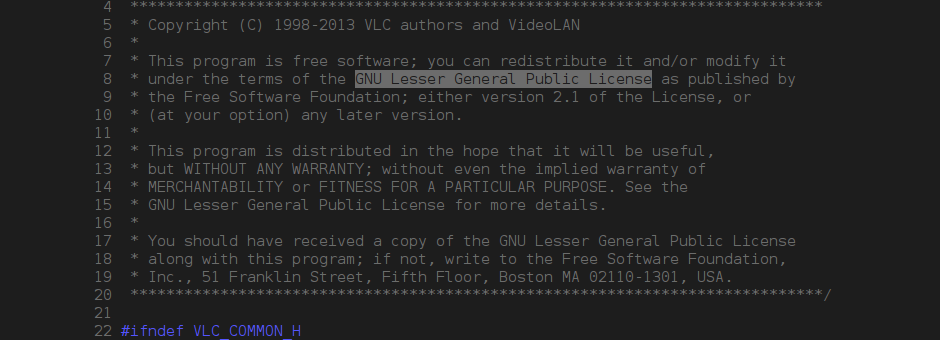 4 *****************************************************************************
5 * Copyright (C) 1998-2013 VLC authors and VideoLAN
6 *
7 * This program is free software; you can redistribute it and/or modify it
8 * under the terms of the GNU Lesser General Public License as published by
9 * the Free Software Foundation; either version 2.1 of the License, or
10 * (at your option) any later version.
11 *
12 * This program is distributed in the hope that it will be useful,
13 * but WITHOUT ANY WARRANTY; without even the implied warranty of
14 * MERCHANTABILITY or FITNESS FOR A PARTICULAR PURPOSE. See the
15 * GNU Lesser General Public License for more details.
16 *
17 * You should have received a copy of the GNU Lesser General Public License
18 * along with this program; if not, write to the Free Software Foundation,
19 * Inc., 51 Franklin Street, Fifth Floor, Boston MA 02110-1301, USA.
20 *****************************************************************************/
21
22 #ifndef VLC_COMMON_H